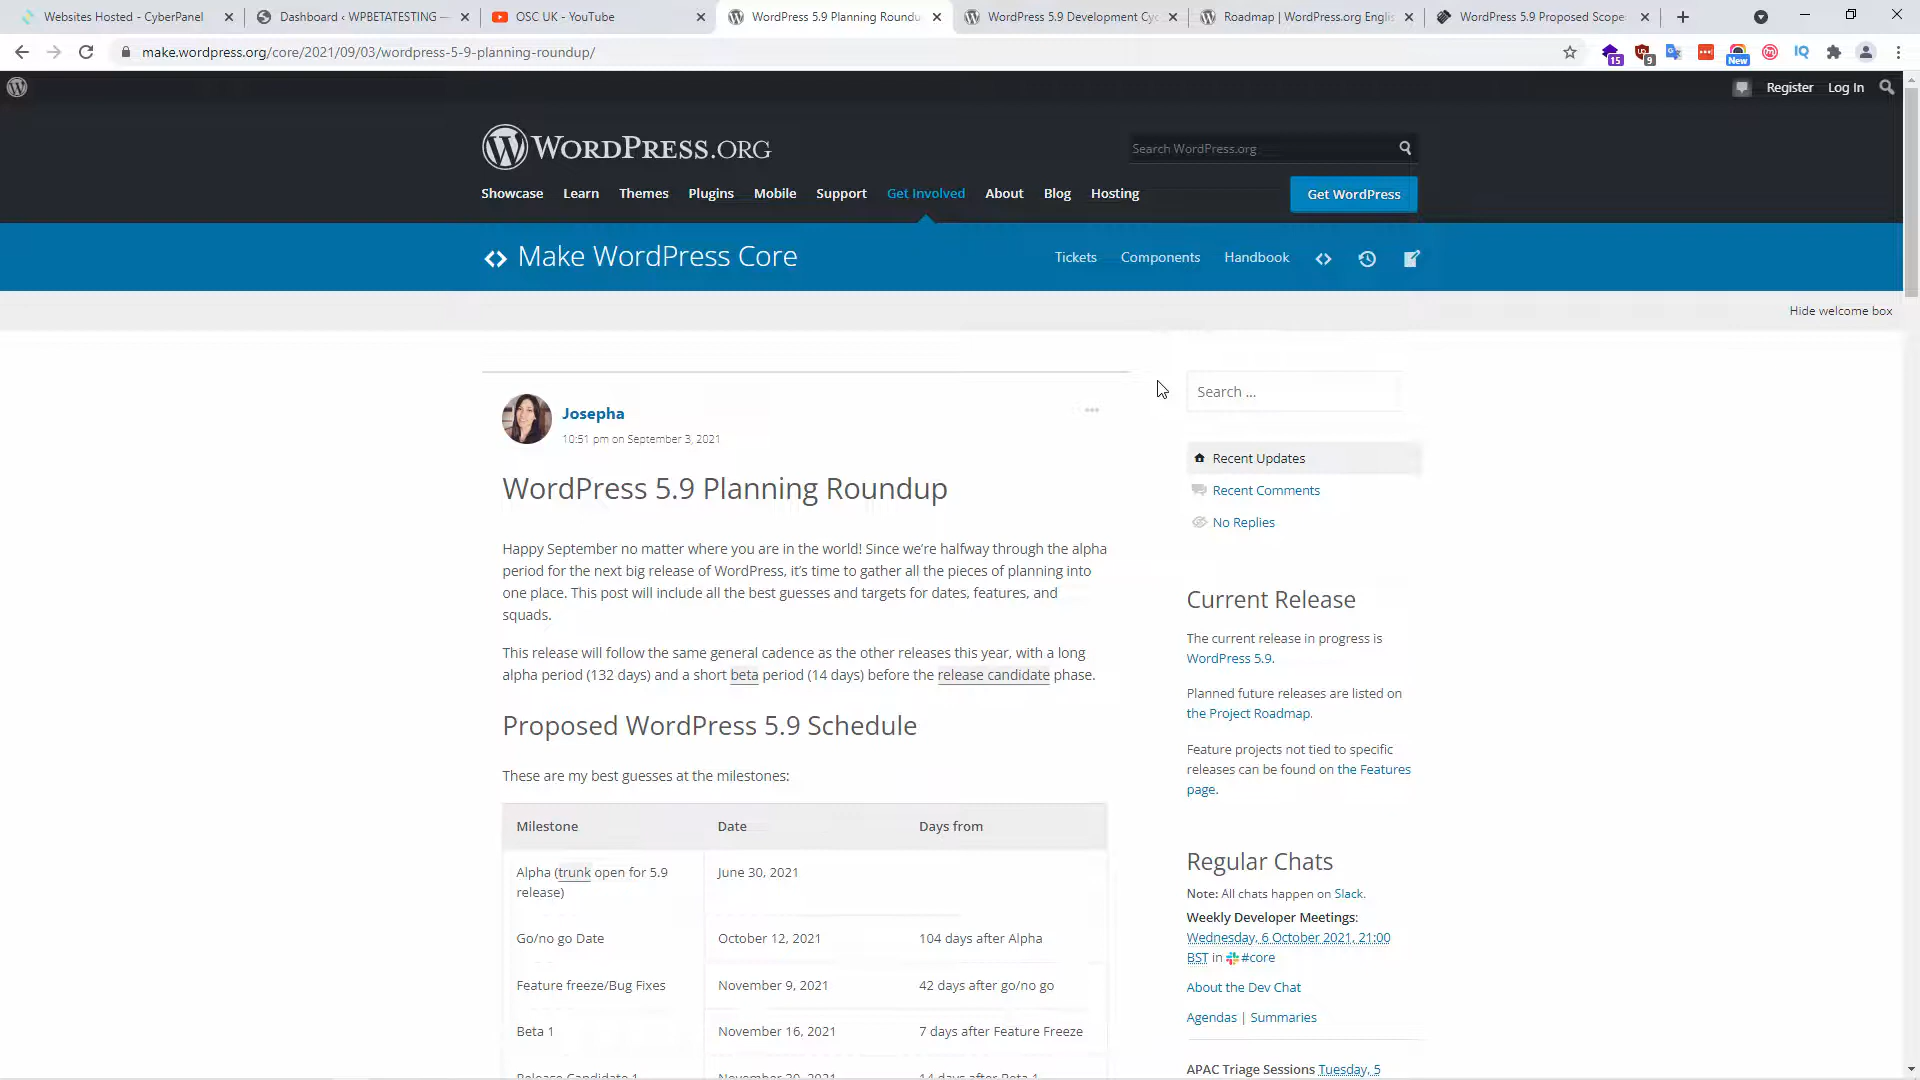 Websites Hosted - CyberPanel
Dashboard ‹ WPBETATESTING —
OSC UK - YouTube
WordPress 5.9 Planning Roundu
WordPress 5.9 Development Cyc
Roadmap | WordPress.org Englis
WordPress 5.9 Proposed Scope
make.wordpress.org/core/2021/09/03/wordpress-5-9-planning-roundup/
15
9
New
IQ
Register
Log In
WORDPRESS.ORG
Search WordPress.org
Showcase
Learn
Themes
Plugins
Mobile
Support
Get Involved
About
Blog
Hosting
Get WordPress
Make WordPress Core
Tickets
Components
Handbook
Hide welcome box
Josepha
10:51 pm on September 3, 2021
WordPress 5.9 Planning Roundup
Happy September no matter where you are in the world! Since we're halfway through the alpha
period for the next big release of WordPress, it's time to gather all the pieces of planning into
one place. This post will include all the best guesses and targets for dates, features, and
squads.
This release will follow the same general cadence as the other releases this year, with a long
alpha period (132 days) and a short beta period (14 days) before the release candidate phase.
Proposed WordPress 5.9 Schedule
These are my best guesses at the milestones:
Milestone
Date
Days from
Alpha (trunk open for 5.9
release)
June 30, 2021
Go/no go Date
October 12, 2021
104 days after Alpha
Feature freeze/Bug Fixes
November 9, 2021
42 days after go/no go
Beta 1
November 16, 2021
7 days after Feature Freeze
Release Candidate 1
November 30, 2021
14 days after Beta 1
Search ...
Recent Updates
Recent Comments
No Replies
Current Release
The current release in progress is
WordPress 5.9.
Planned future releases are listed on
the Project Roadmap.
Feature projects not tied to specific
releases can be found on the Features
page.
Regular Chats
Note: All chats happen on Slack.
Weekly Developer Meetings:
Wednesday, 6 October 2021, 21:00
BST in #core
About the Dev Chat
Agendas | Summaries
APAC Triage Sessions Tuesday, 5